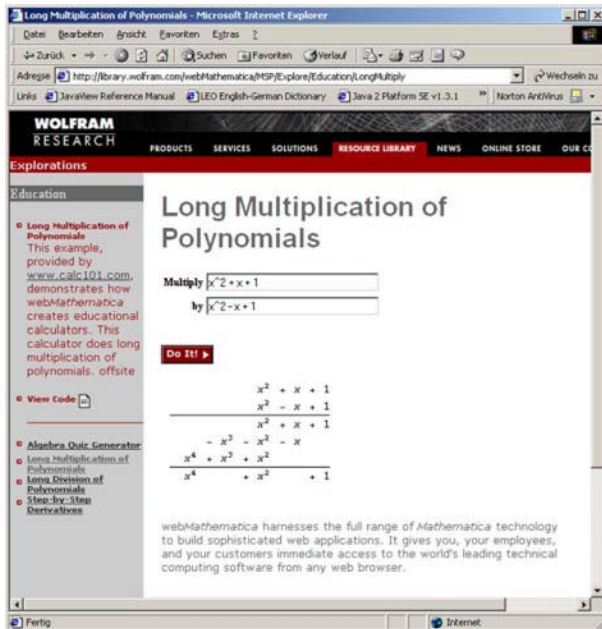 Long Multiplication of Polynomials - Microsoft Internet Explorer
Datei Bearbeiten Ansicht Favoriten Extras ?
Zurück Suchen Favoriten Verlauf
Adresse http://library.wolfram.com/webMathematica/MSP/Explore/Education/LongMultiply Wechseln zu
Links JavaView Reference Manual LEO English-German Dictionary Java 2 Platform SE v1.3.1 » Norton AntiVirus
WOLFRAM
RESEARCH
PRODUCTS SERVICES SOLUTIONS RESOURCE LIBRARY NEWS ONLINE STORE OUR CO
Explorations
Education
Long Multiplication of
Polynomials
This example,
provided by
www.calc101.com,
demonstrates how
webMathematica
creates educational
calculators. This
calculator does long
multiplication of
polynomials. offsite
View Code
Algebra Quiz Generator
Long Multiplication of
Polynomials
Long Division of
Polynomials
Step-by-Step
Derivatives
Long Multiplication of
Polynomials
Multiply x^2+x+1
by x^2-x+1
Do It!
x² + x + 1
x² - x + 1
x² + x + 1
- x³ - x² - x
x⁴ + x³ + x²
x⁴ + x² + 1
webMathematica harnesses the full range of Mathematica technology
to build sophisticated web applications. It gives you, your employees,
and your customers immediate access to the world's leading technical
computing software from any web browser.
Fertig Internet